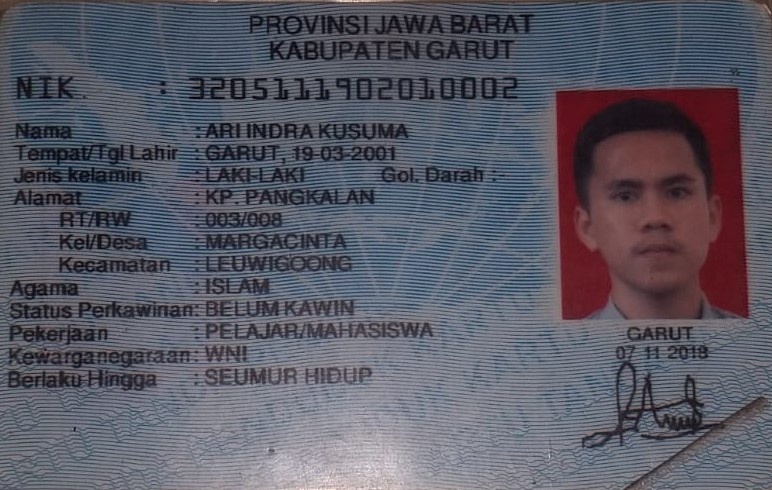 PROVINSI JAWA BARAT
KABUPATEN GARUT
NIK : 3205111902010002
Nama : ARI INDRA KUSUMA
Tempat/Tgl Lahir : GARUT, 19-03-2001
Jenis kelamin : LAKI-LAKI Gol. Darah :-
Alamat : KP. PANGKALAN
RT/RW : 003/008
Kel/Desa : MARGACINTA
Kecamatan : LEUWIGOONG
Agama : ISLAM
Status Perkawinan: BELUM KAWIN
Pekerjaan : PELAJAR/MAHASISWA
Kewarganegaraan: WNI
Berlaku Hingga : SEUMUR HIDUP
GARUT
07 11 2018